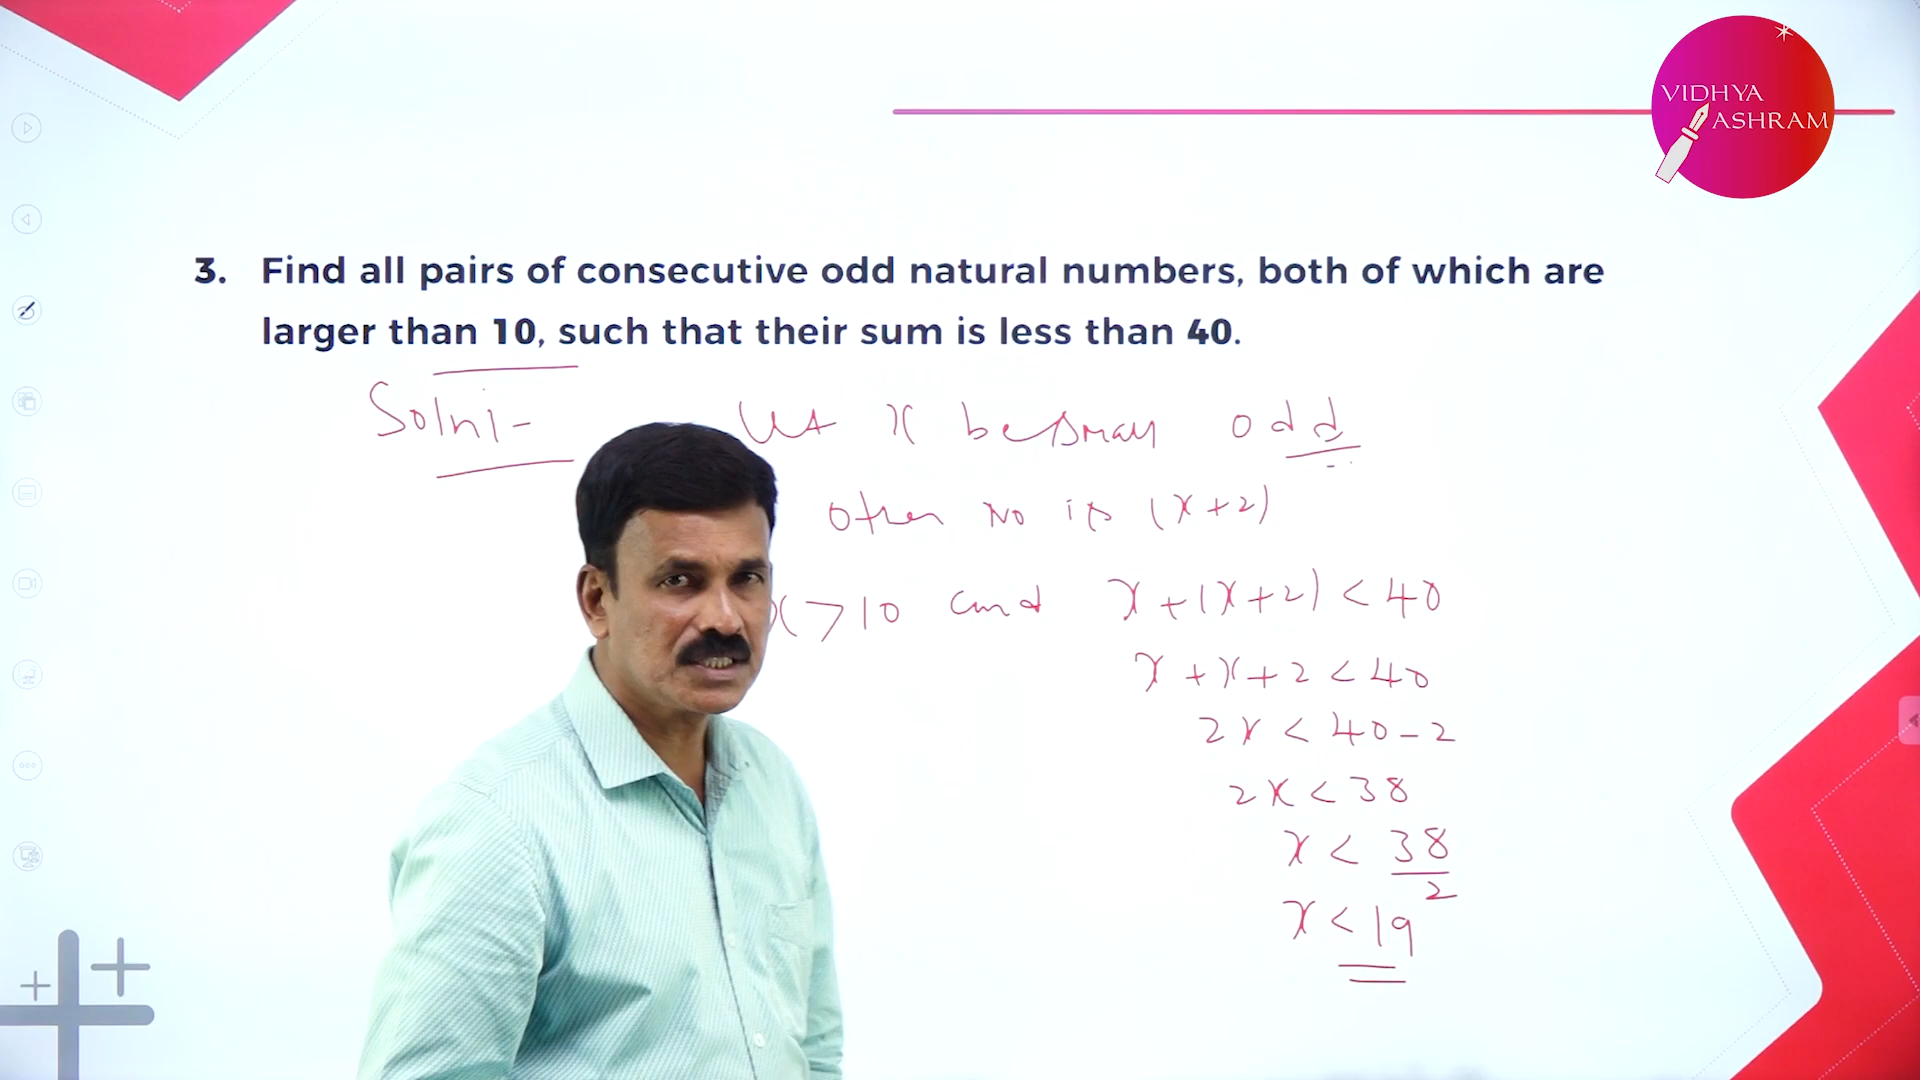 VIDHYA
ASHRAM
3. Find all pairs of consecutive odd natural numbers, both of which are
larger than 10, such that their sum is less than 40.
Soln:- Let x be small odd
other No is (x+2)
x > 10 and x+(x+2) < 40
x+x+2 < 40
2x < 40-2
2x < 38
x < 38/2
x < 19